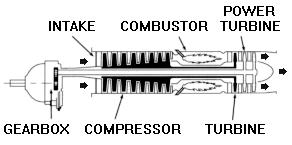 POWER
INTAKE COMBUSTOR TURBINE
GEARBOX COMPRESSOR TURBINE